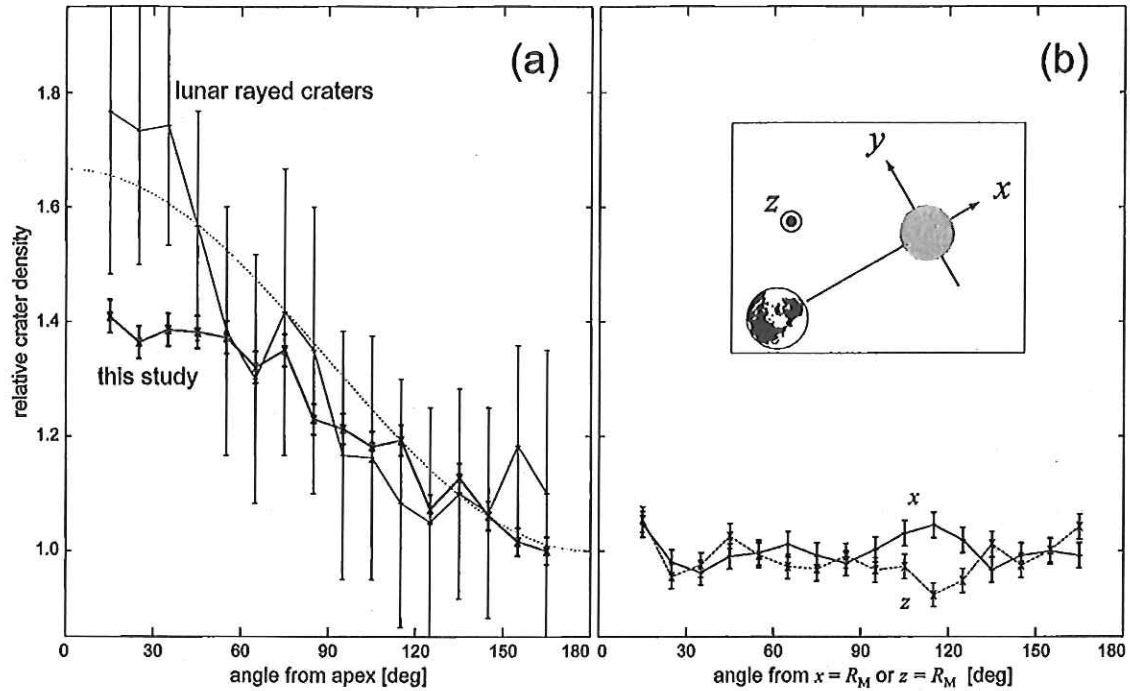 (a)
lunar rayed craters
this study
relative crater density
1.8
1.6
1.4
1.2
1.0
0 30 60 90 120 150 180
angle from apex [deg]
(b)
y
x
z
x
z
0 30 60 90 120 150 180
angle from x = R_M or z = R_M [deg]